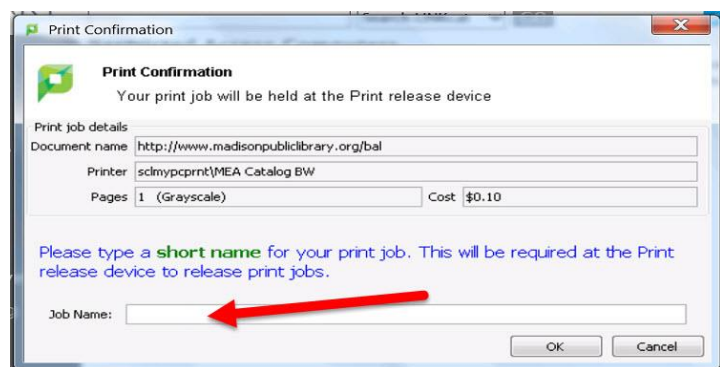 Print Confirmation
Print Confirmation
Your print job will be held at the Print release device
Print job details
Document name http://www.madisonpubliclibrary.org/bal
Printer sclmypcprnt\MEA Catalog BW
Pages 1 (Grayscale) Cost $0.10
Please type a short name for your print job. This will be required at the Print
release device to release print jobs.
Job Name:
OK Cancel